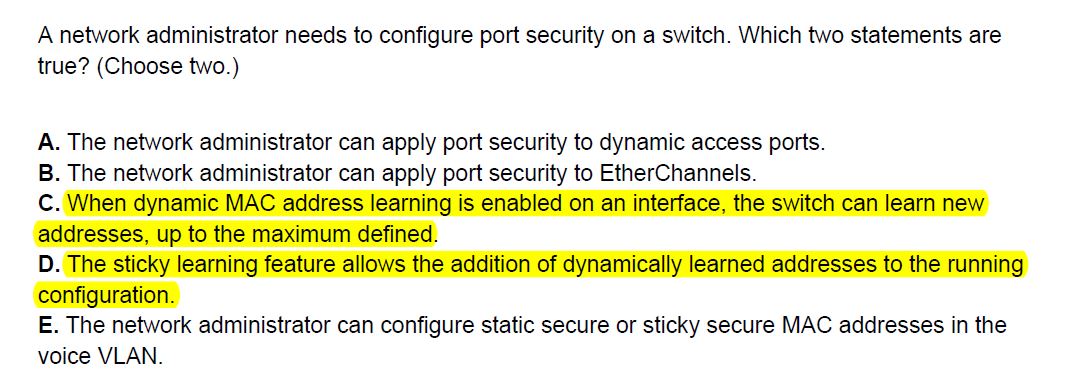 A network administrator needs to configure port security on a switch. Which two statements are
true? (Choose two.)
A. The network administrator can apply port security to dynamic access ports.
B. The network administrator can apply port security to EtherChannels.
C. When dynamic MAC address learning is enabled on an interface, the switch can learn new
addresses, up to the maximum defined.
D. The sticky learning feature allows the addition of dynamically learned addresses to the running
configuration.
E. The network administrator can configure static secure or sticky secure MAC addresses in the
voice VLAN.